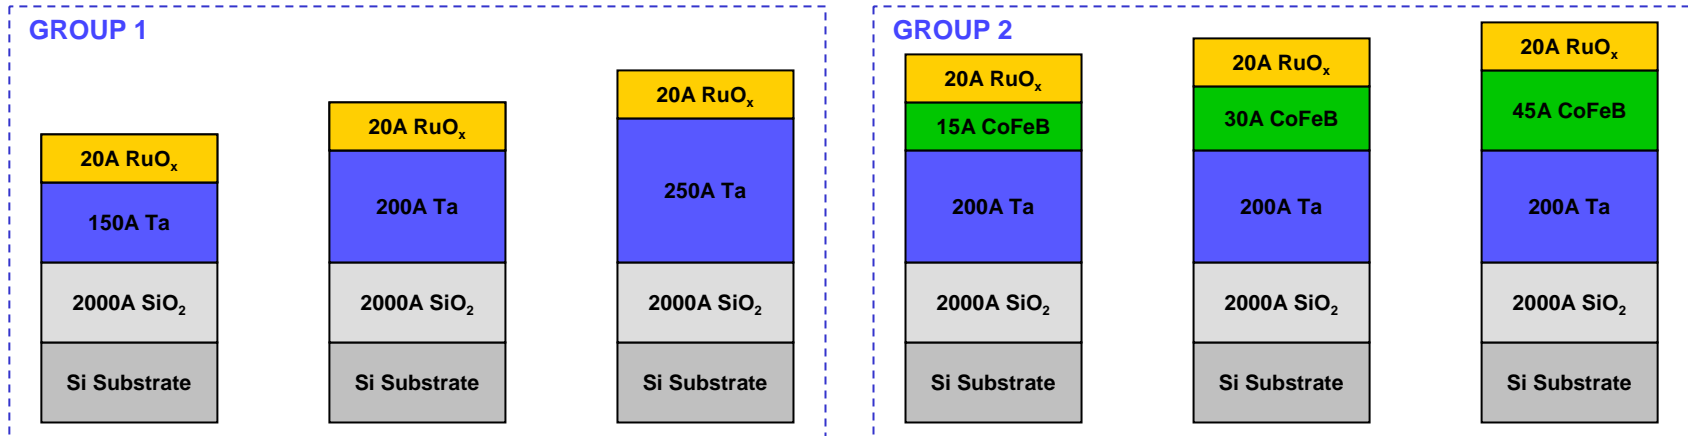 GROUP 1
20A RuOx
150A Ta
2000A SiO2
Si Substrate
20A RuOx
200A Ta
2000A SiO2
Si Substrate
20A RuOx
250A Ta
2000A SiO2
Si Substrate
GROUP 2
20A RuOx
15A CoFeB
200A Ta
2000A SiO2
Si Substrate
20A RuOx
30A CoFeB
200A Ta
2000A SiO2
Si Substrate
20A RuOx
45A CoFeB
200A Ta
2000A SiO2
Si Substrate